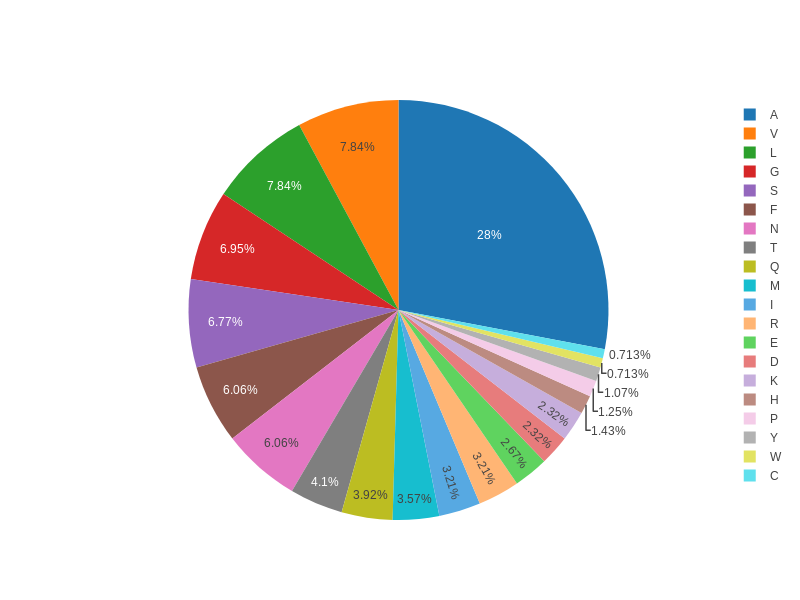 7.84%
7.84%
28%
6.95%
6.77%
6.06%
6.06%
4.1%
3.92%
3.57%
3.21%
3.21%
2.67%
2.32%
2.32%
1.43%
1.25%
1.07%
0.713%
0.713%
A
V
L
G
S
F
N
T
Q
M
I
R
E
D
K
H
P
Y
W
C